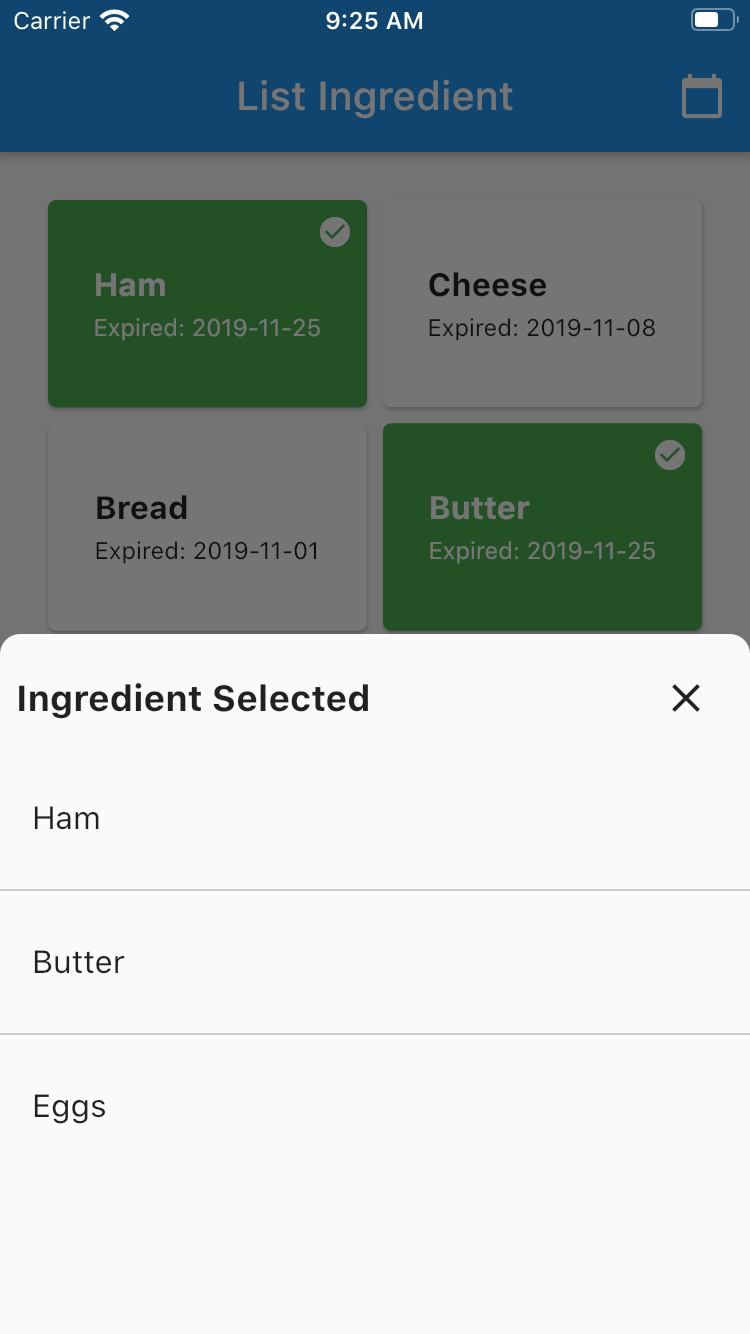 Carrier 9:25 AM
List Ingredient
Ham
Expired: 2019-11-25
Cheese
Expired: 2019-11-08
Bread
Expired: 2019-11-01
Butter
Expired: 2019-11-25
Ingredient Selected
Ham
Butter
Eggs